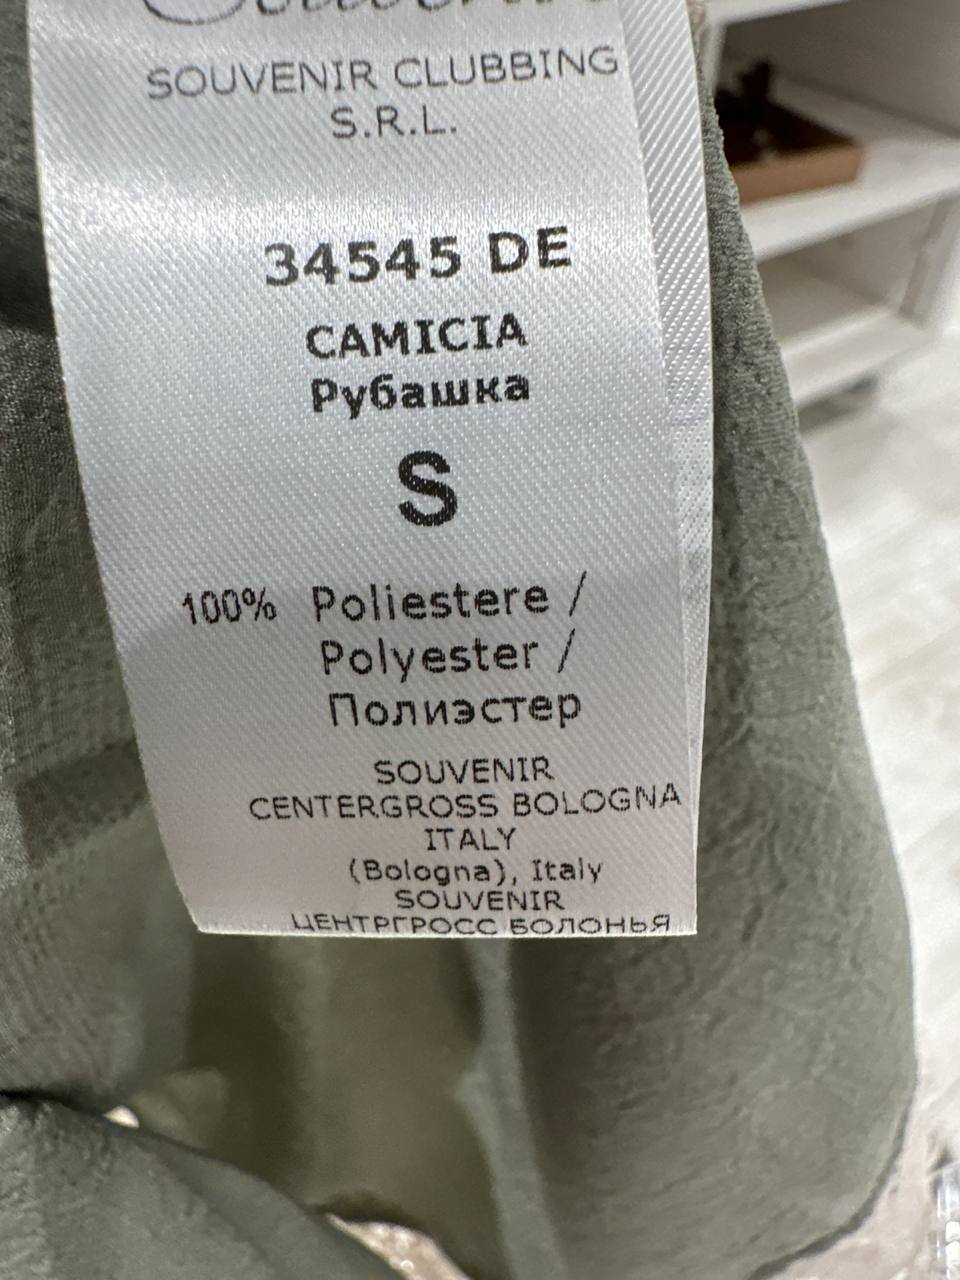 SOUVENIR CLUBBING
S.R.L.
34545 DE
CAMICIA
Рубашка
S
100% Poliestere /
Polyester /
Полиэстер
SOUVENIR
CENTERGROSS BOLOGNA
ITALY
(Bologna), Italy
SOUVENIR
ЦЕНТРГРОСС БОЛОНЬЯ